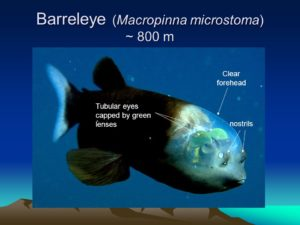 Barreleye (Macropinna microstoma)
~ 800 m
Clear
forehead
Tubular eyes
capped by green
lenses
nostrils